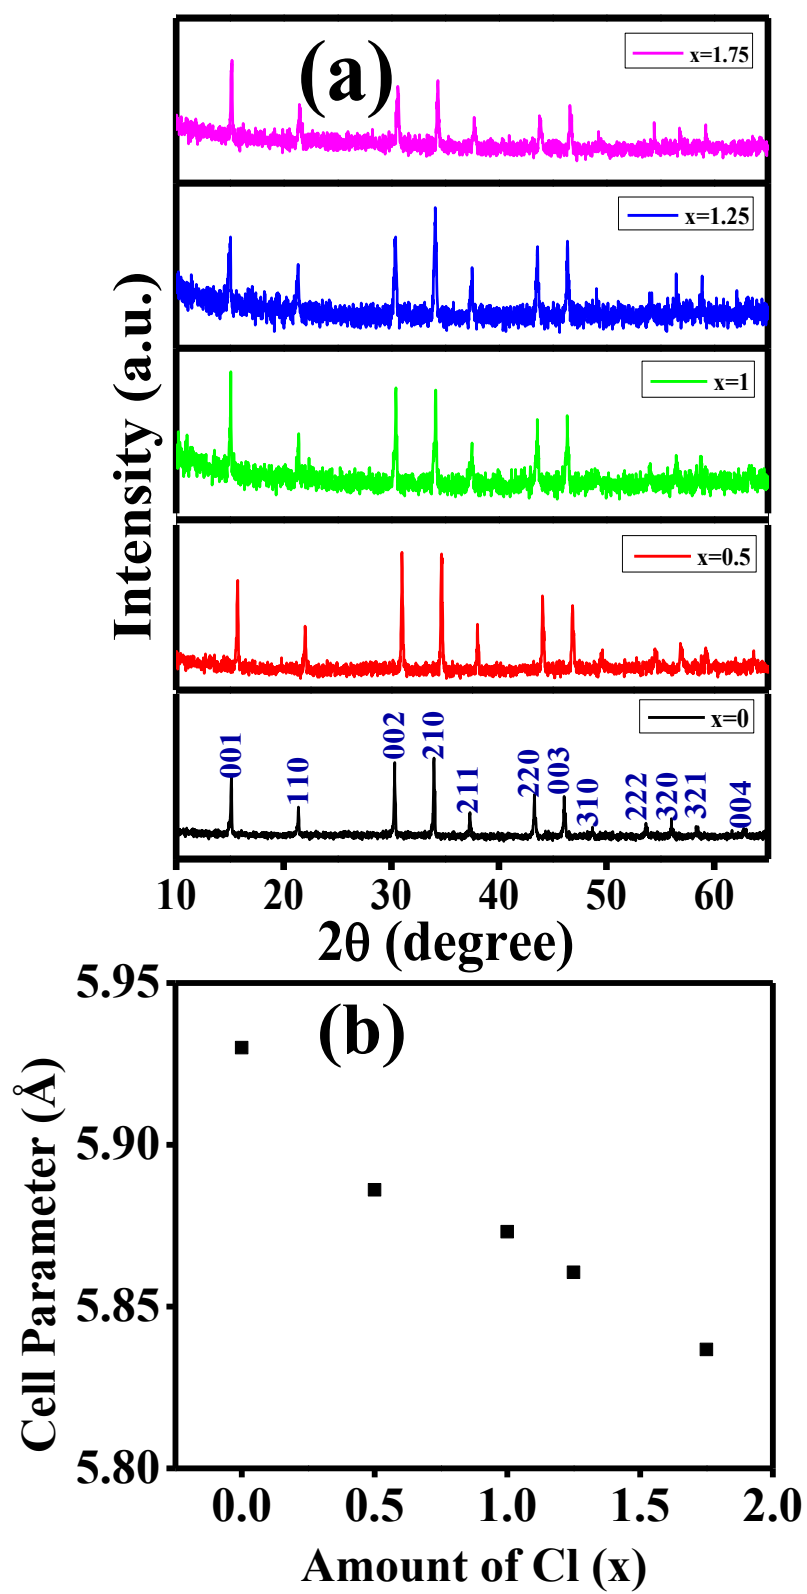 (a)
x=1.75
x=1.25
x=1
x=0.5
x=0
001
110
002
210
211
220
003
310
222
320
321
004
Intensity (a.u.)
10 20 30 40 50 60
2θ (degree)
(b)
5.95
5.90
5.85
5.80
Cell Parameter (Å)
0.0 0.5 1.0 1.5 2.0
Amount of Cl (x)